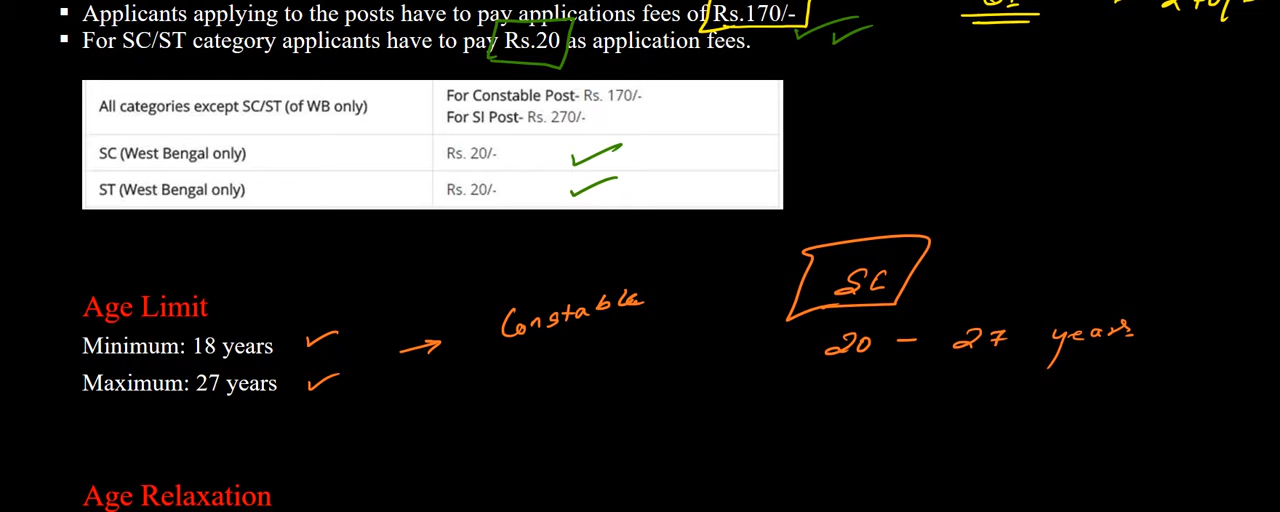 ▪ Applicants applying to the posts have to pay applications fees of Rs.170/-
▪ For SC/ST category applicants have to pay Rs.20 as application fees.
All categories except SC/ST (of WB only)
For Constable Post- Rs. 170/-
For SI Post- Rs. 270/-
SC (West Bengal only) Rs. 20/-
ST (West Bengal only) Rs. 20/-
SC
Age Limit
Constable
Minimum: 18 years
20 - 27 years
Maximum: 27 years
Age Relaxation